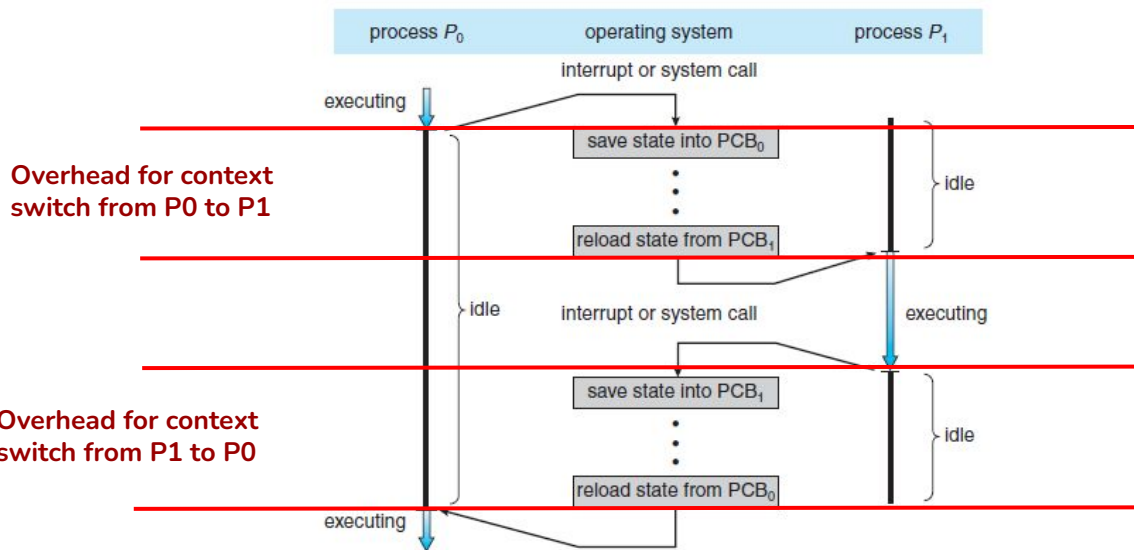 process P₀ operating system process P₁
interrupt or system call
executing
save state into PCB₀
Overhead for context
switch from P0 to P1
idle
reload state from PCB₁
idle
interrupt or system call
executing
save state into PCB₁
Overhead for context
switch from P1 to P0
idle
reload state from PCB₀
executing